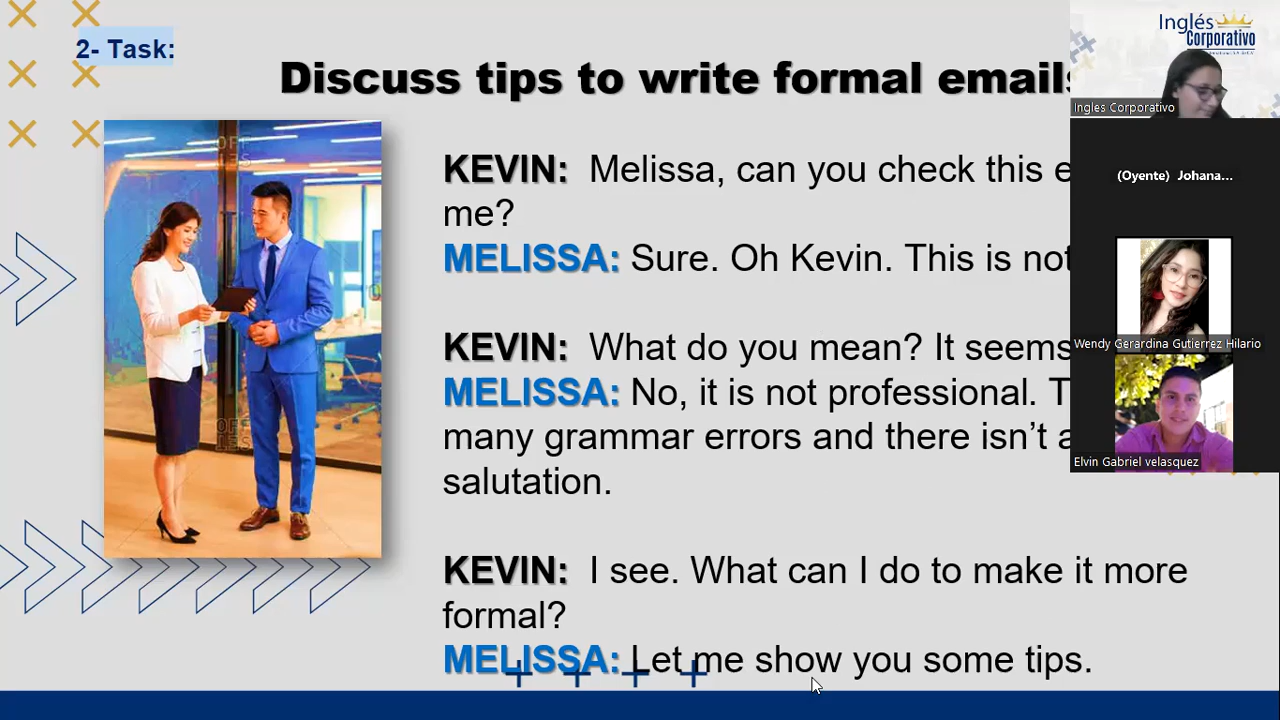 2- Task:
Discuss tips to write formal emails
KEVIN: Melissa, can you check this
me?
MELISSA: Sure. Oh Kevin. This is not
KEVIN: What do you mean? It seems
MELISSA: No, it is not professional.
many grammar errors and there isn’t
salutation.
KEVIN: I see. What can I do to make it more
formal?
MELISSA: Let me show you some tips.
Inglés
Corporativo
Ingles Corporativo
(Oyente) Johana...
Wendy Gerardina Gutierrez Hilario
Elvin Gabriel velasquez